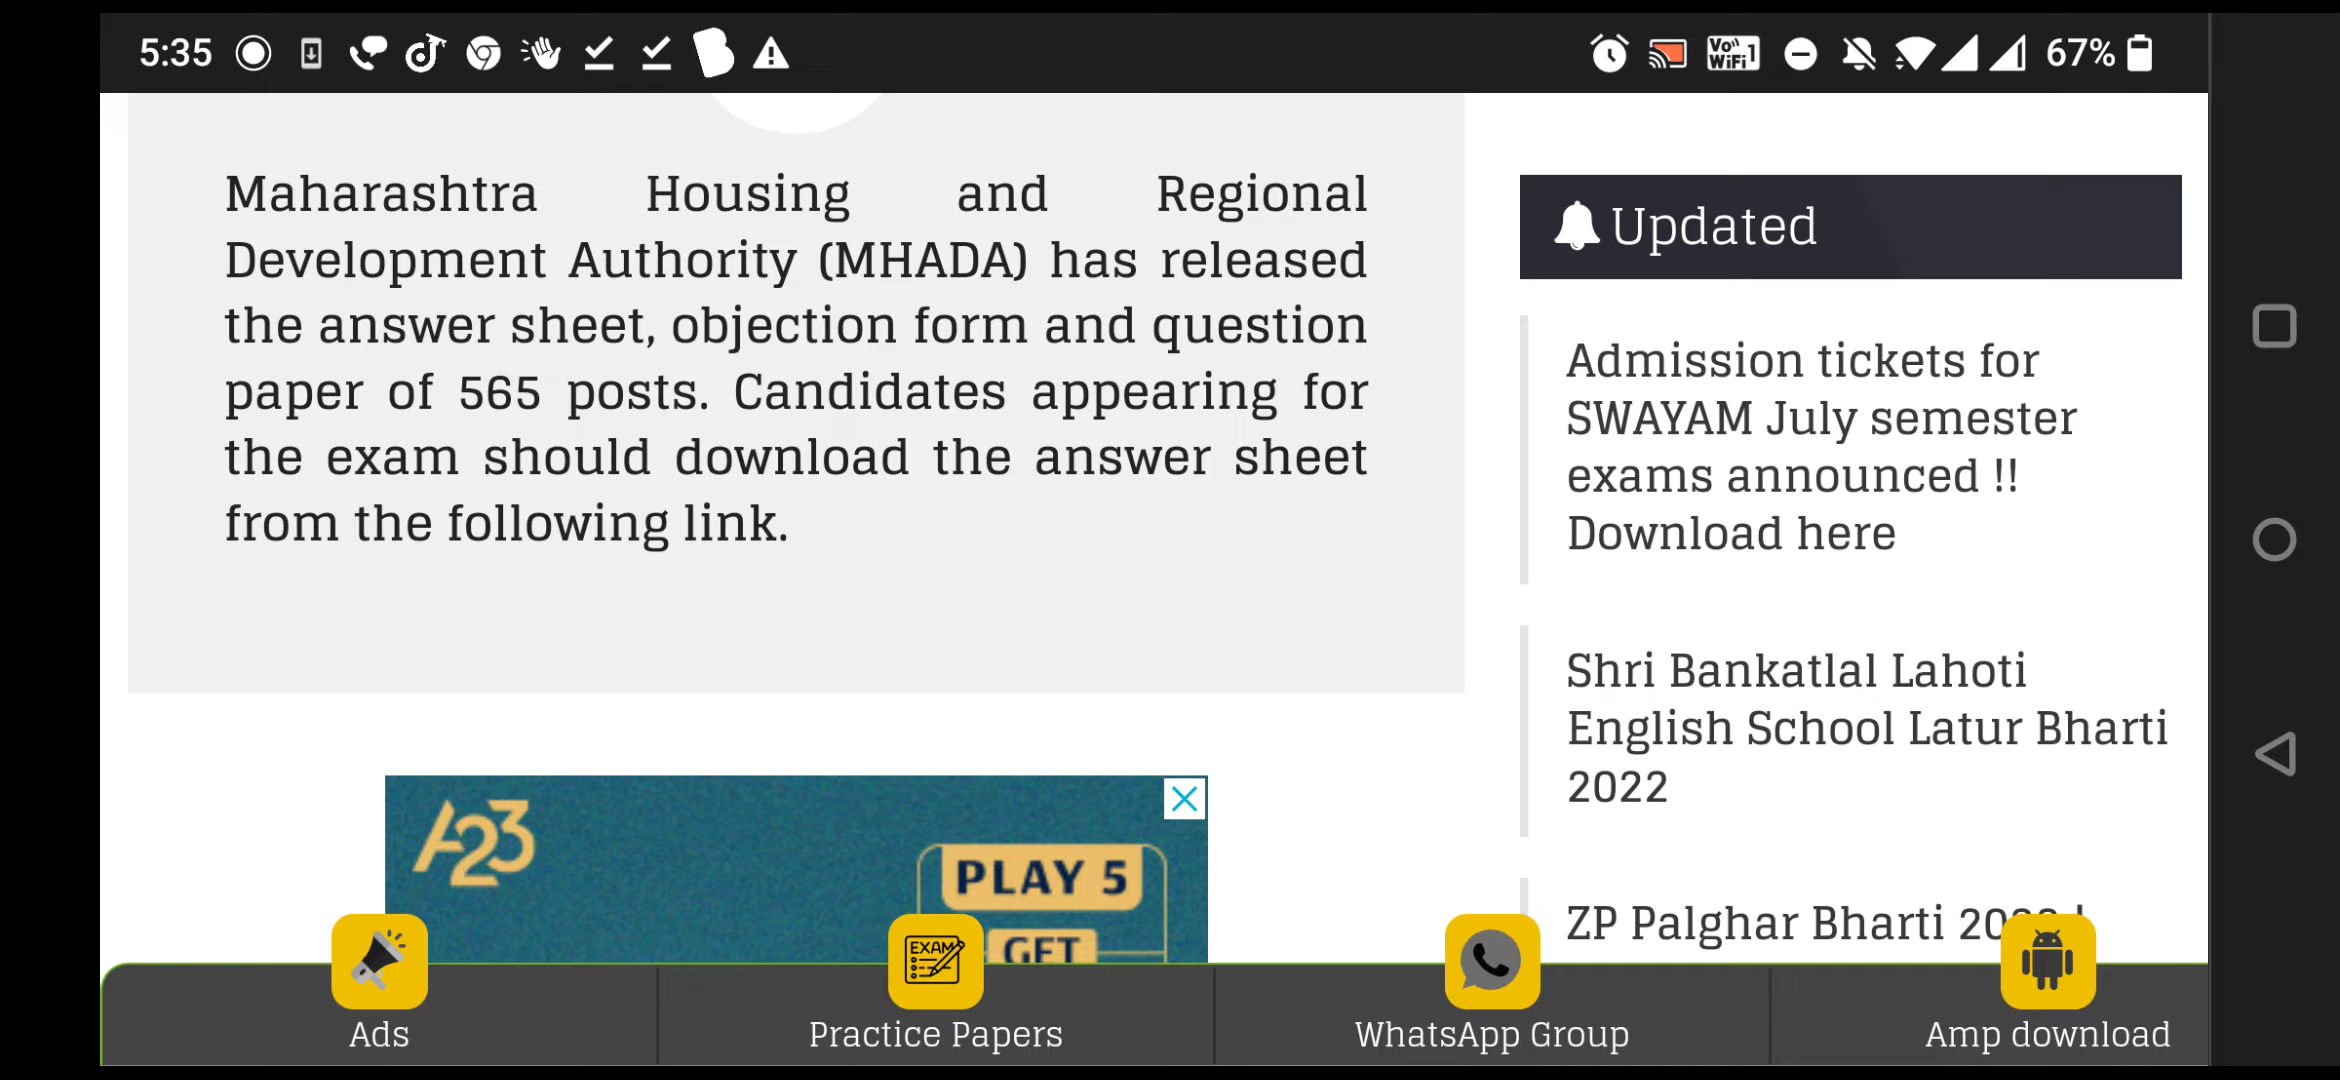 5:35
Vo)) WiFi 1
67%
Maharashtra Housing and Regional
Development Authority (MHADA) has released
the answer sheet, objection form and question
paper of 565 posts. Candidates appearing for
the exam should download the answer sheet
from the following link.
Updated
Admission tickets for
SWAYAM July semester
exams announced !!
Download here
Shri Bankatlal Lahoti
English School Latur Bharti
2022
ZP Palghar Bharti
A23
PLAY 5
GET
EXAM
Ads
Practice Papers
WhatsApp Group
Amp download